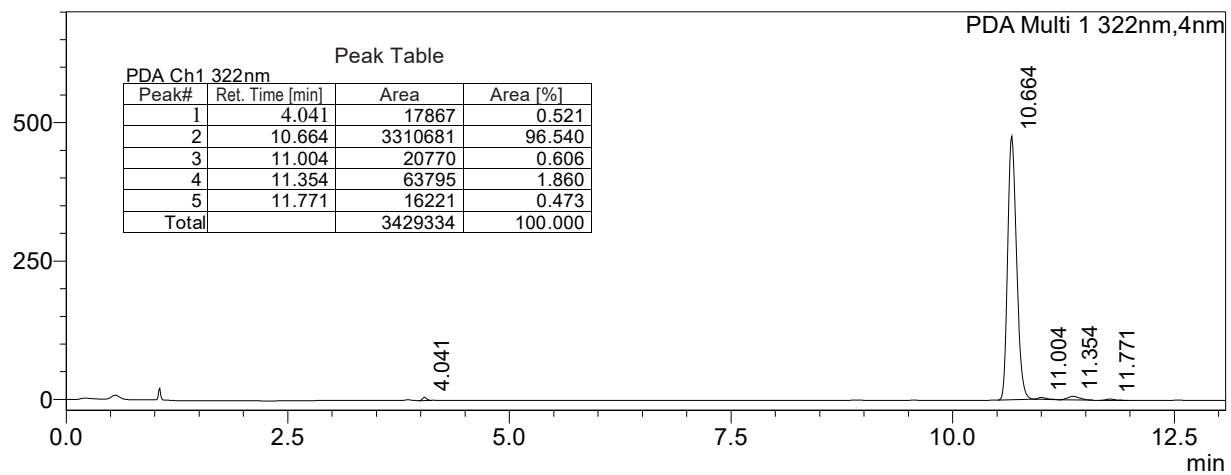 PDA Multi 1 322nm,4nm
Peak Table
PDA Ch1 322nm
Peak# Ret. Time [min] Area Area [%]
1 4.041 17867 0.521
2 10.664 3310681 96.540
3 11.004 20770 0.606
4 11.354 63795 1.860
5 11.771 16221 0.473
Total 3429334 100.000
500
250
0
4.041
10.664
11.004
11.354
11.771
0.0 2.5 5.0 7.5 10.0 12.5
min